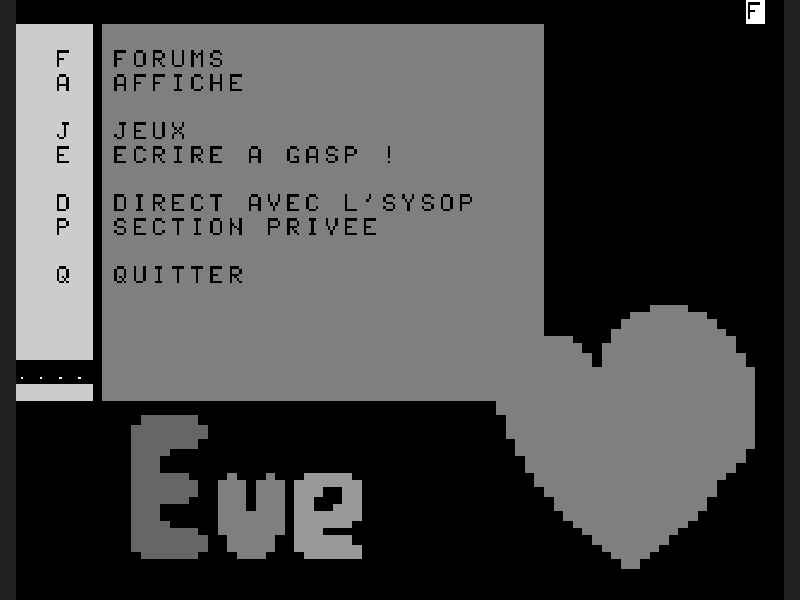 F
F FORUMS
A AFFICHE
J JEUX
E ECRIRE A GASP !
D DIRECT AVEC L'SYSOP
P SECTION PRIVEE
Q QUITTER
....
Eve